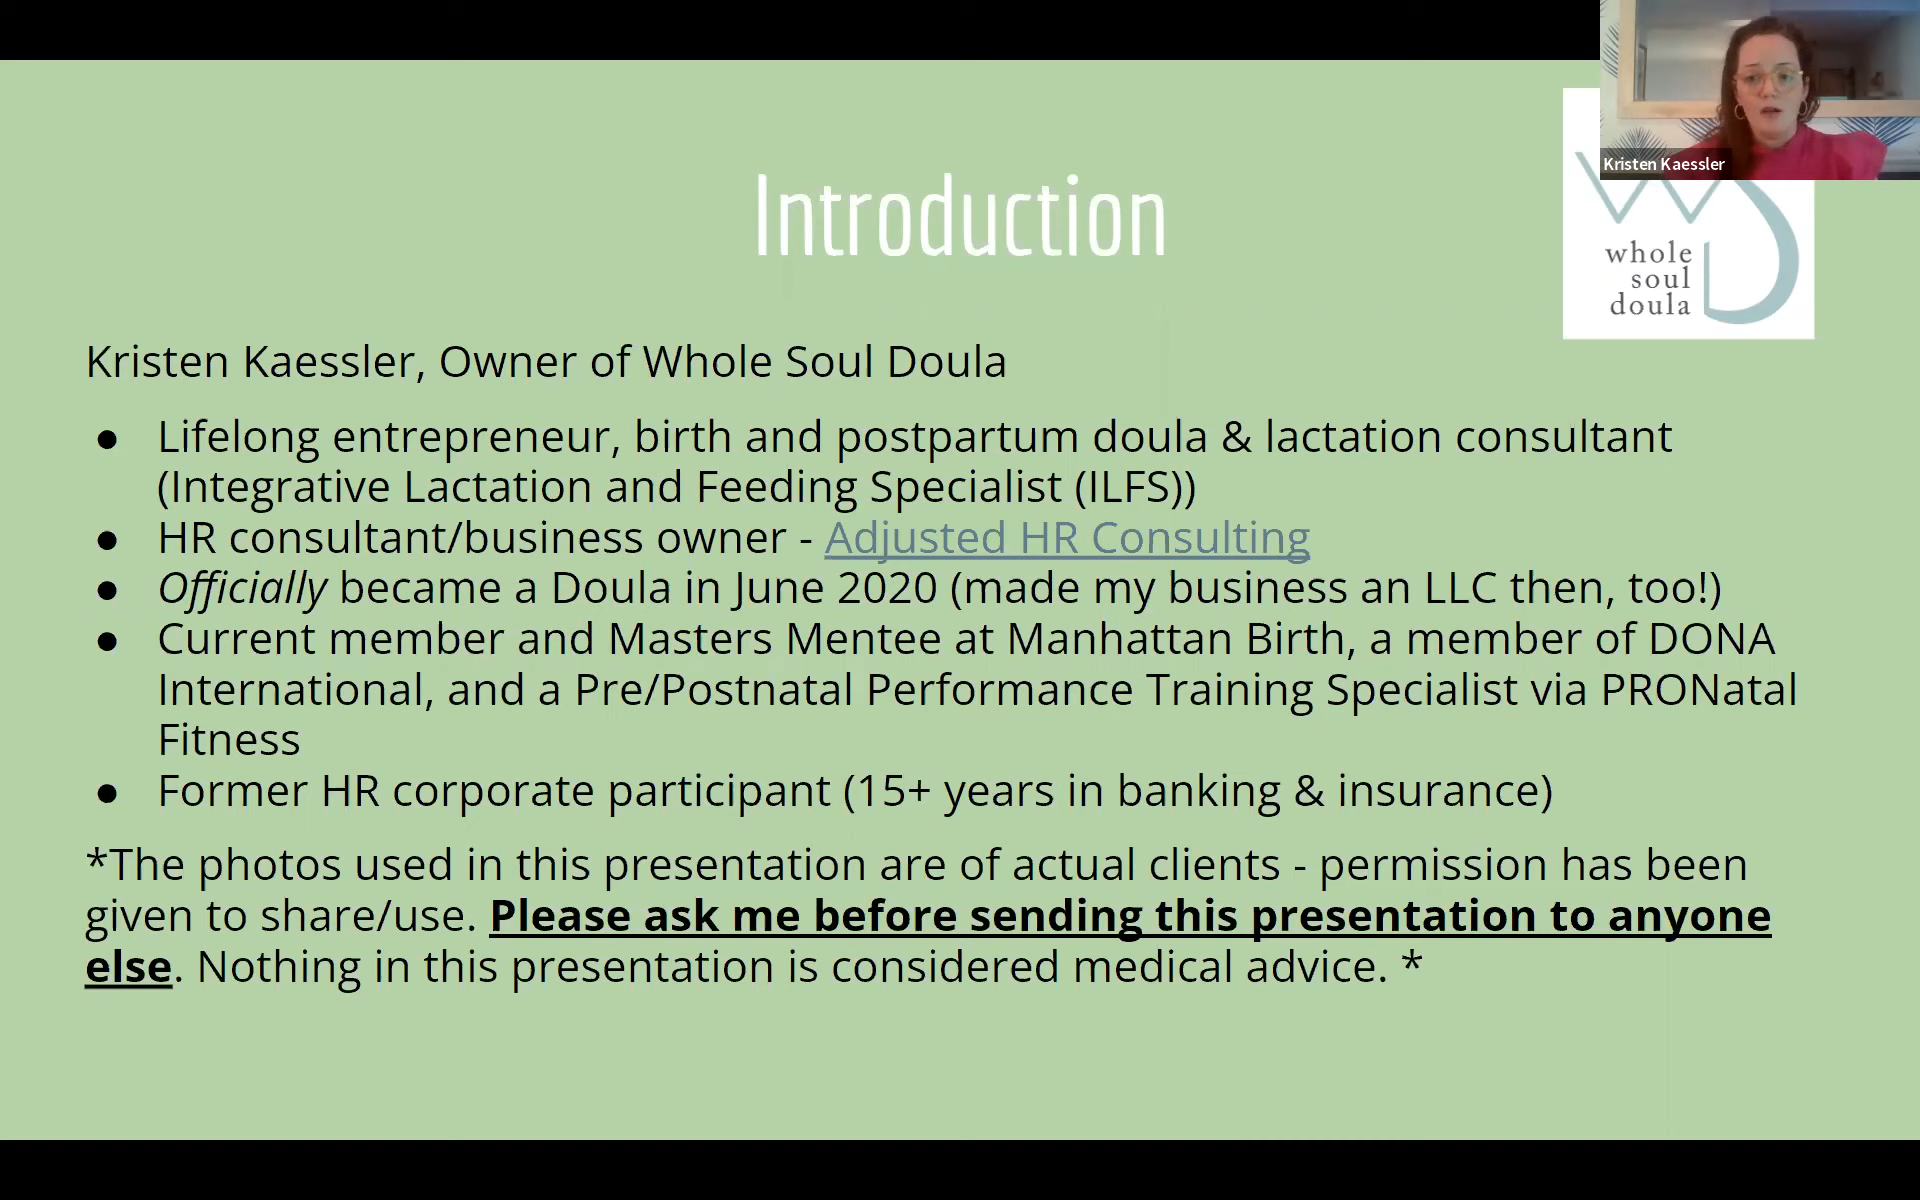 Kristen Kaessler
Introduction
whole
soul
doula
Kristen Kaessler, Owner of Whole Soul Doula
● Lifelong entrepreneur, birth and postpartum doula & lactation consultant
(Integrative Lactation and Feeding Specialist (ILFS))
● HR consultant/business owner - Adjusted HR Consulting
● Officially became a Doula in June 2020 (made my business an LLC then, too!)
● Current member and Masters Mentee at Manhattan Birth, a member of DONA
International, and a Pre/Postnatal Performance Training Specialist via PRONatal
Fitness
● Former HR corporate participant (15+ years in banking & insurance)
*The photos used in this presentation are of actual clients - permission has been
given to share/use. Please ask me before sending this presentation to anyone
else. Nothing in this presentation is considered medical advice. *